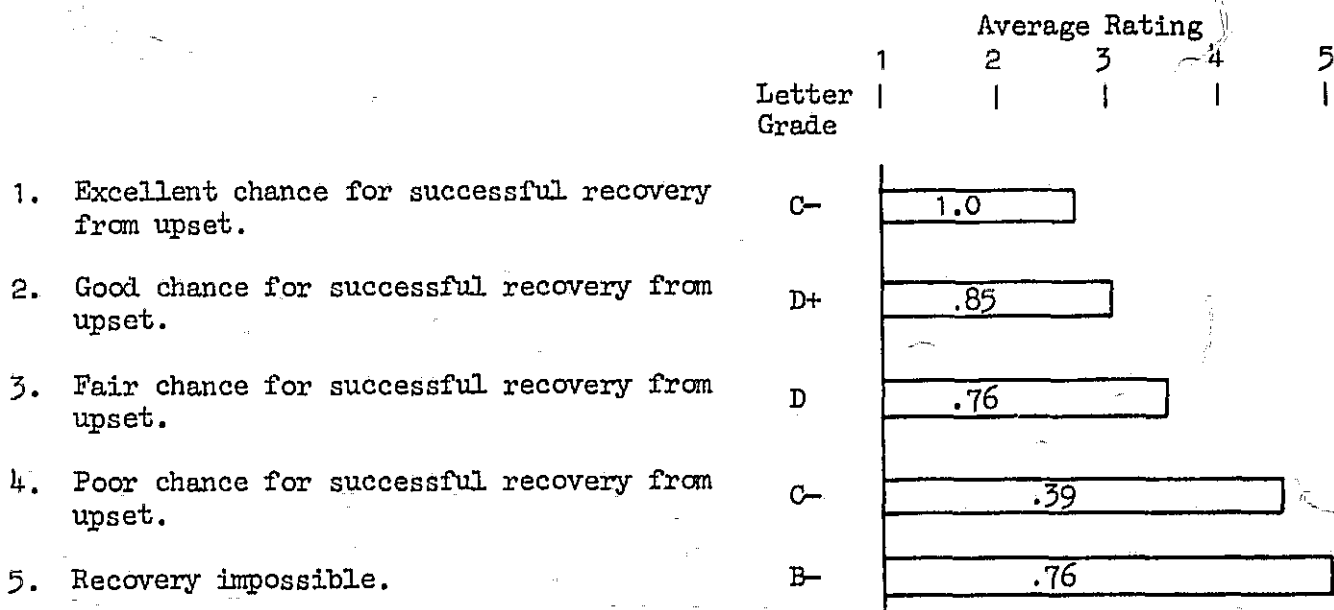 Average Rating
1 2 3 4 5
Letter
Grade
1. Excellent chance for successful recovery C- 1.0
from upset.
2. Good chance for successful recovery from D+ .85
upset.
3. Fair chance for successful recovery from D .76
upset.
4. Poor chance for successful recovery from C- .39
upset.
5. Recovery impossible. B- .76